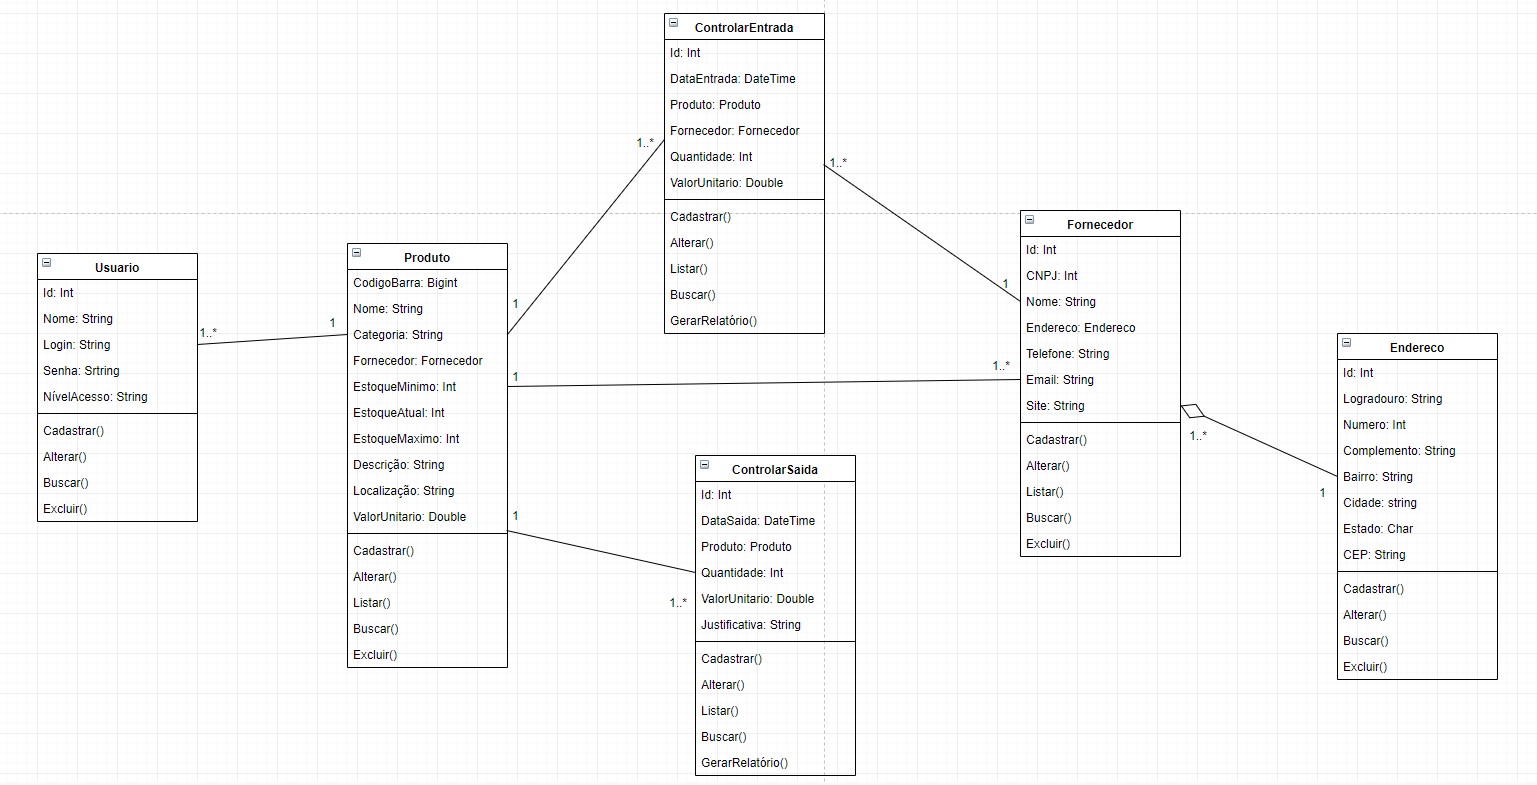 ControlarEntrada
Id: Int
DataEntrada: DateTime
Produto: Produto
Fornecedor: Fornecedor
Quantidade: Int
ValorUnitario: Double
Cadastrar()
Alterar()
Listar()
Buscar()
GerarRelatório()
1..*
1..*
Usuario
Id: Int
Nome: String
Login: String
Senha: Srtring
NívelAcesso: String
Cadastrar()
Alterar()
Buscar()
Excluir()
1..*
1
Produto
CodigoBarra: Bigint
Nome: String
Categoria: String
Fornecedor: Fornecedor
EstoqueMinimo: Int
EstoqueAtual: Int
EstoqueMaximo: Int
Descrição: String
Localização: String
ValorUnitario: Double
Cadastrar()
Alterar()
Listar()
Buscar()
Excluir()
1
1
1
1
1..*
Fornecedor
Id: Int
CNPJ: Int
Nome: String
Endereco: Endereco
Telefone: String
Email: String
Site: String
Cadastrar()
Alterar()
Listar()
Buscar()
Excluir()
1..*
1
Endereco
Id: Int
Logradouro: String
Numero: Int
Complemento: String
Bairro: String
Cidade: string
Estado: Char
CEP: String
Cadastrar()
Alterar()
Buscar()
Excluir()
1..*
ControlarSaida
Id: Int
DataSaida: DateTime
Produto: Produto
Quantidade: Int
ValorUnitario: Double
Justificativa: String
Cadastrar()
Alterar()
Listar()
Buscar()
GerarRelatório()